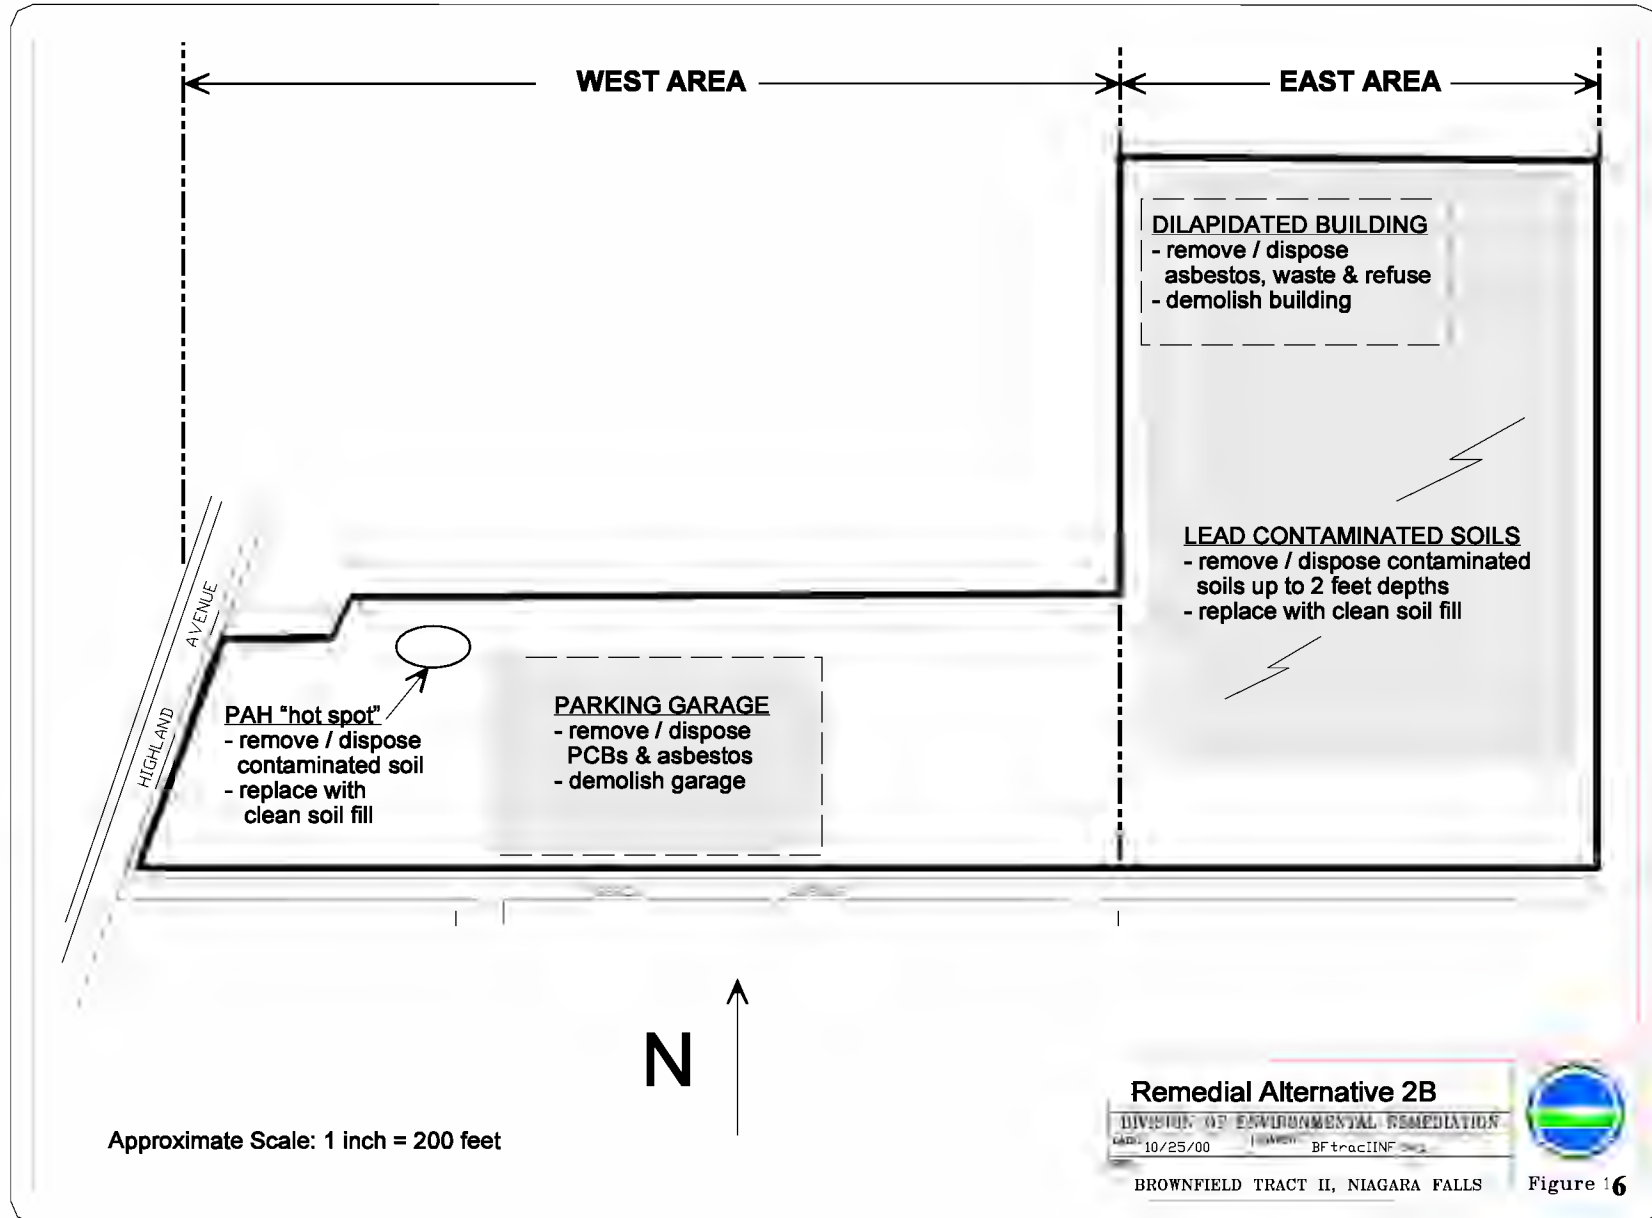 WEST AREA
EAST AREA
DILAPIDATED BUILDING
- remove / dispose
asbestos, waste & refuse
- demolish building
LEAD CONTAMINATED SOILS
- remove / dispose contaminated
soils up to 2 feet depths
- replace with clean soil fill
HIGHLAND AVENUE
PAH “hot spot”
- remove / dispose
contaminated soil
- replace with
clean soil fill
PARKING GARAGE
- remove / dispose
PCBs & asbestos
- demolish garage
N
Approximate Scale: 1 inch = 200 feet
Remedial Alternative 2B
DIVISION OF ENVIRONMENTAL REMEDIATION
DATE: 10/25/00 BFtracIINF
BROWNFIELD TRACT II, NIAGARA FALLS
Figure 16